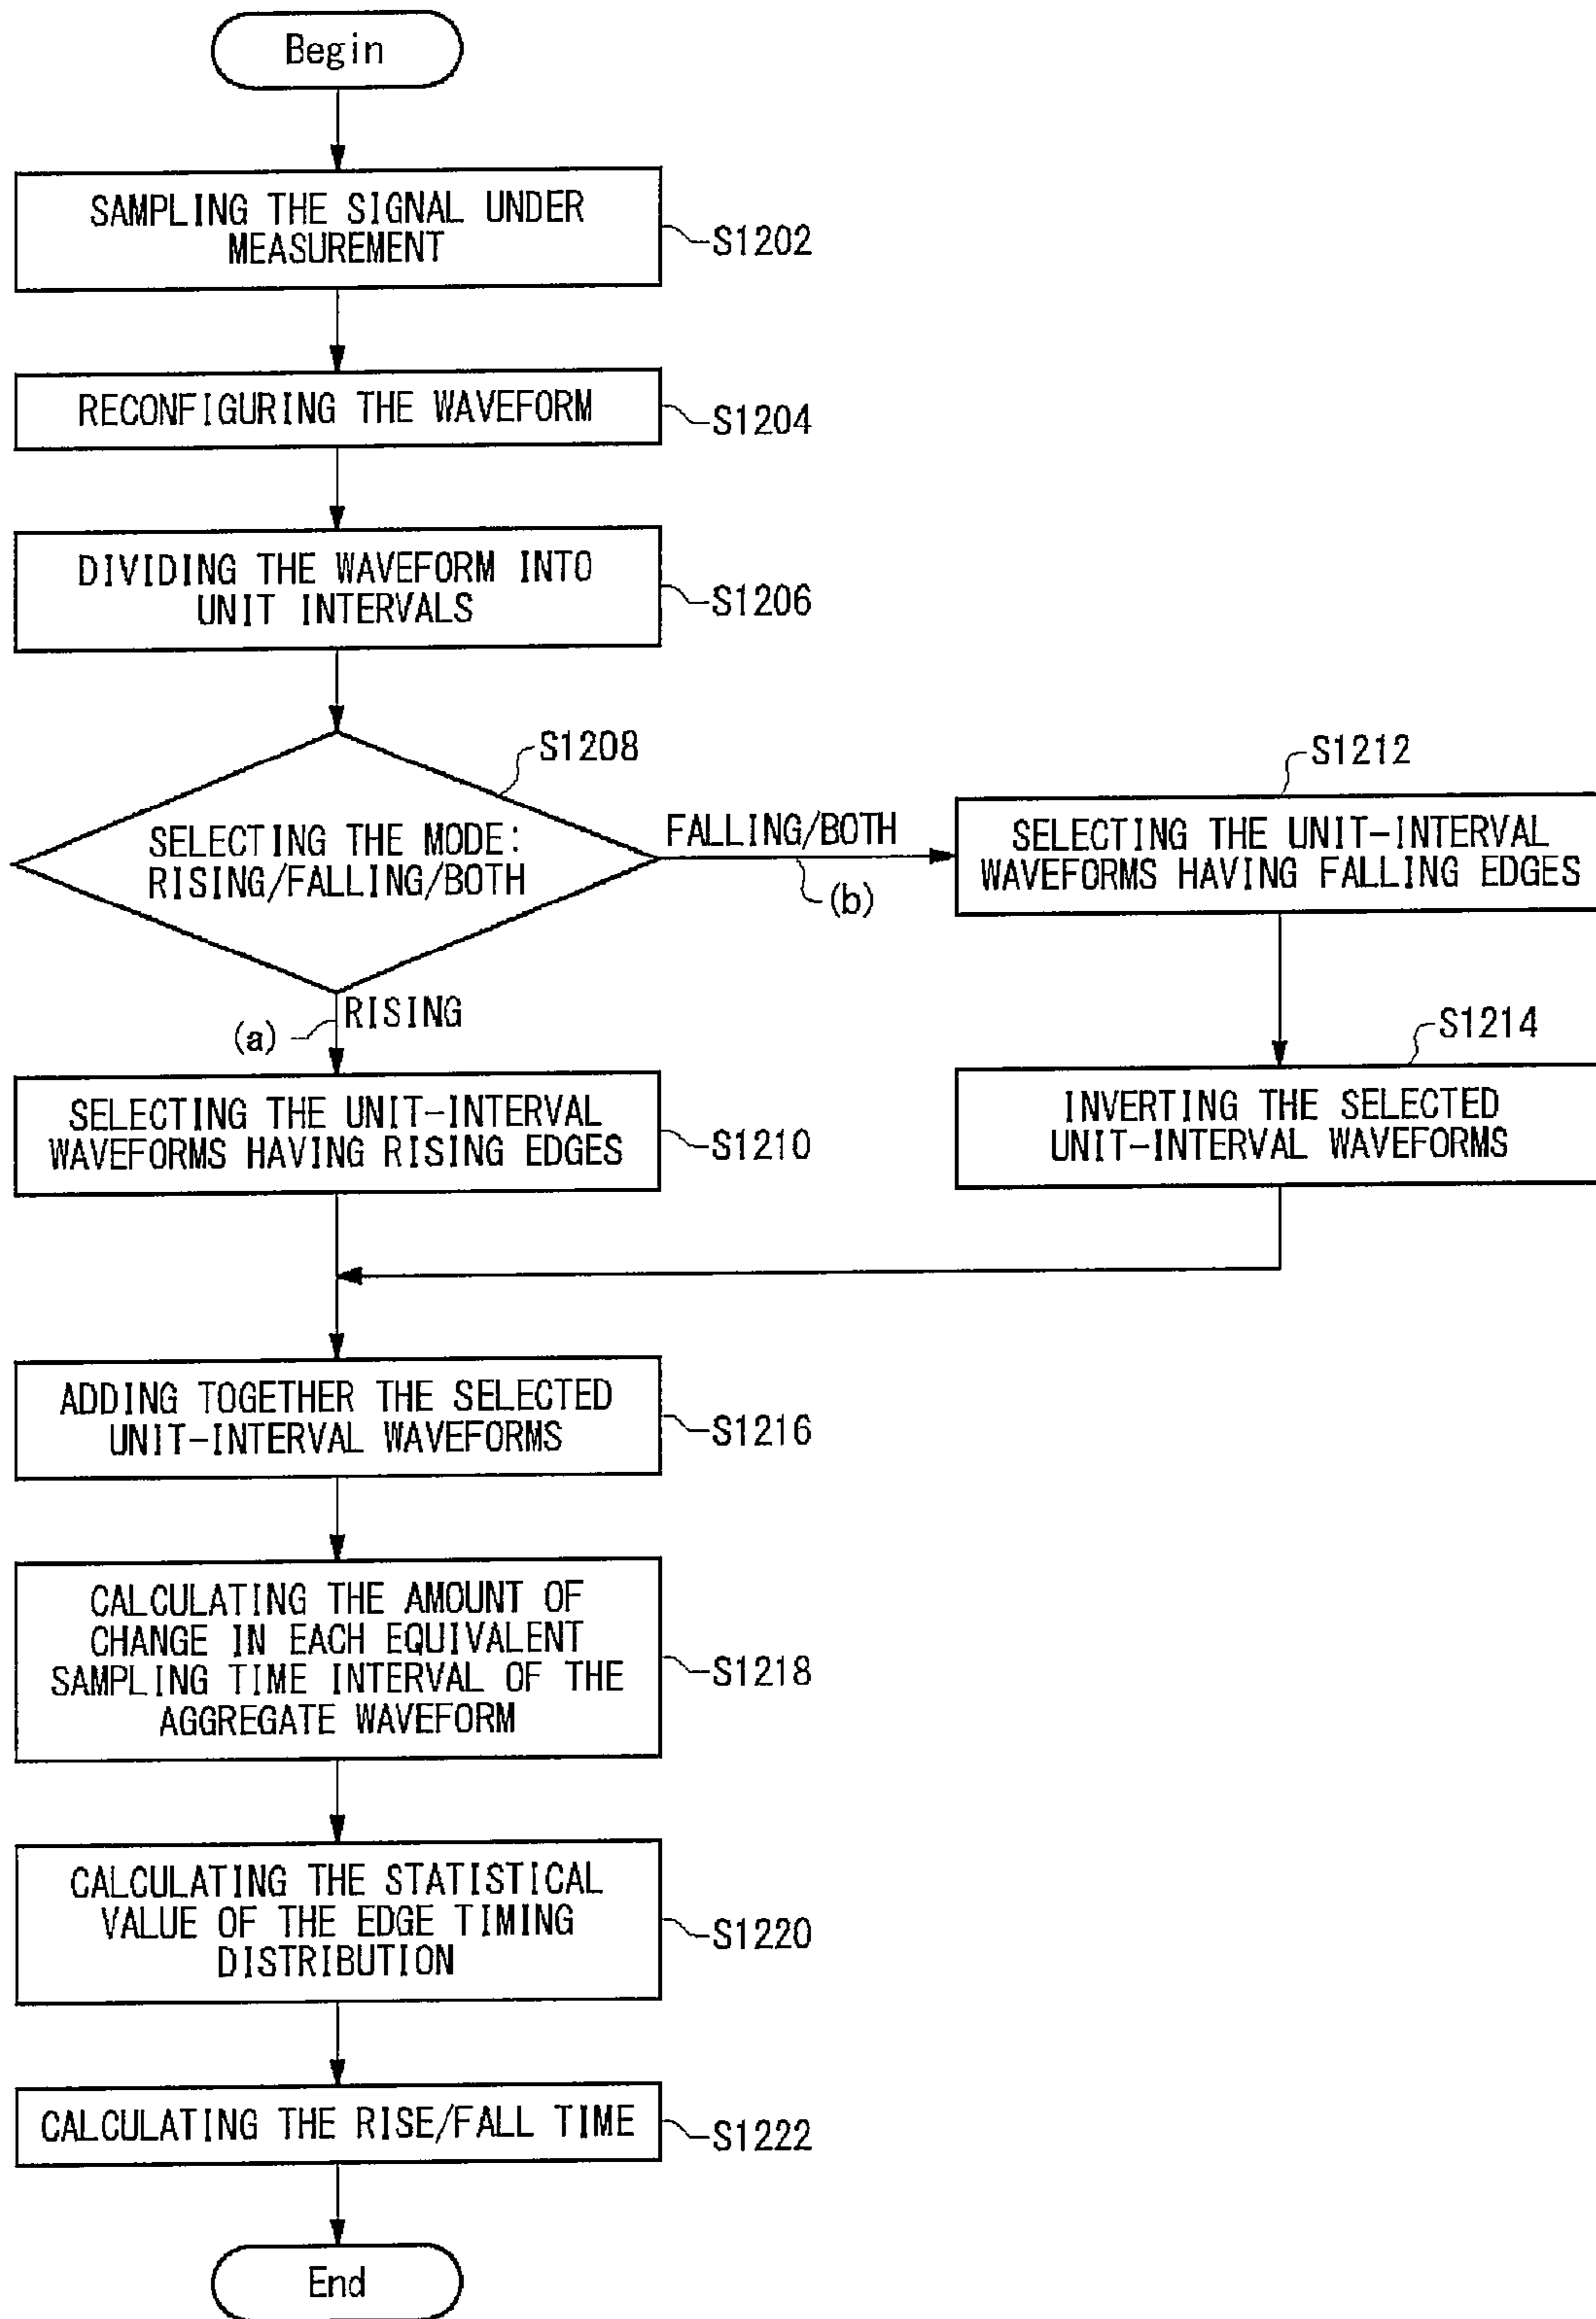 Begin
SAMPLING THE SIGNAL UNDER
MEASUREMENT
S1202
RECONFIGURING THE WAVEFORM
S1204
DIVIDING THE WAVEFORM INTO
UNIT INTERVALS
S1206
S1208
SELECTING THE MODE:
RISING/FALLING/BOTH
FALLING/BOTH
(b)
S1212
SELECTING THE UNIT-INTERVAL
WAVEFORMS HAVING FALLING EDGES
RISING
(a)
S1214
INVERTING THE SELECTED
UNIT-INTERVAL WAVEFORMS
SELECTING THE UNIT-INTERVAL
WAVEFORMS HAVING RISING EDGES
S1210
ADDING TOGETHER THE SELECTED
UNIT-INTERVAL WAVEFORMS
S1216
CALCULATING THE AMOUNT OF
CHANGE IN EACH EQUIVALENT
SAMPLING TIME INTERVAL OF THE
AGGREGATE WAVEFORM
S1218
CALCULATING THE STATISTICAL
VALUE OF THE EDGE TIMING
DISTRIBUTION
S1220
CALCULATING THE RISE/FALL TIME
S1222
End